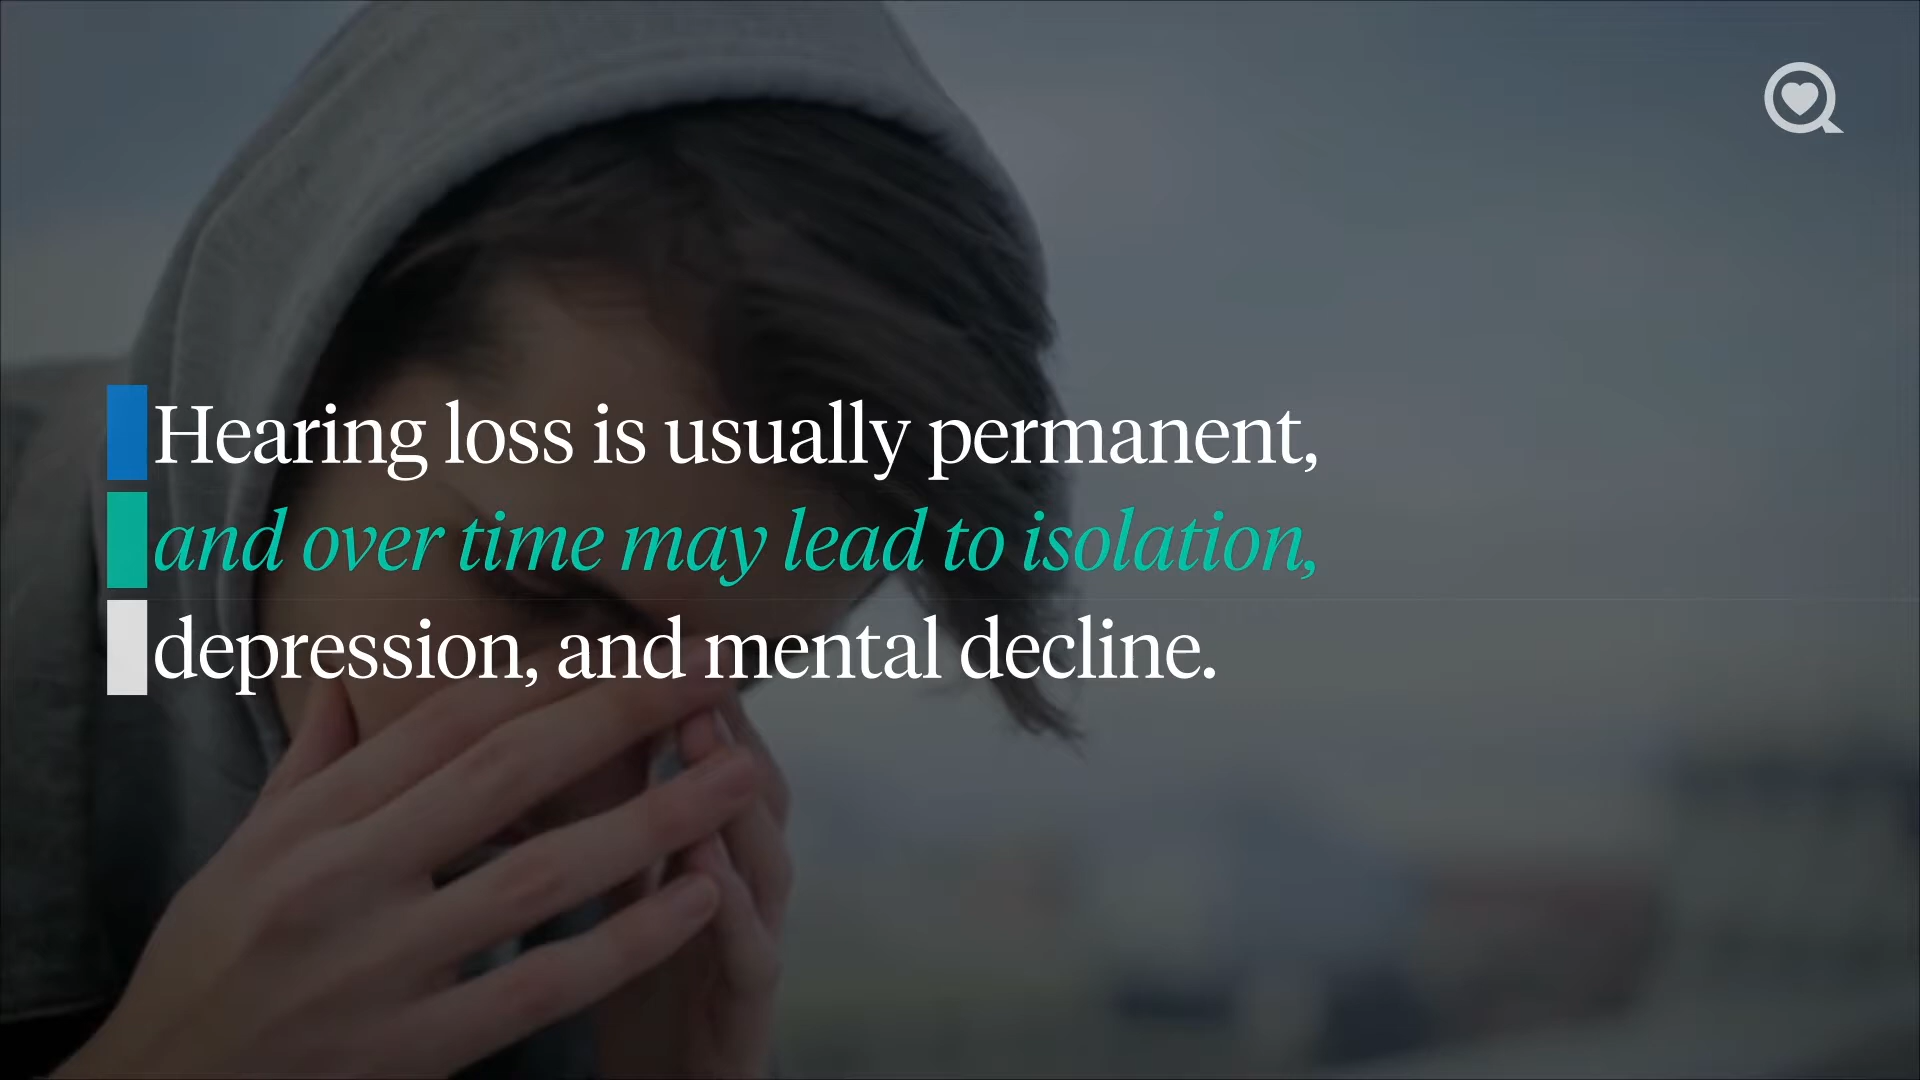 Hearing loss is usually permanent,
and over time may lead to isolation,
depression, and mental decline.